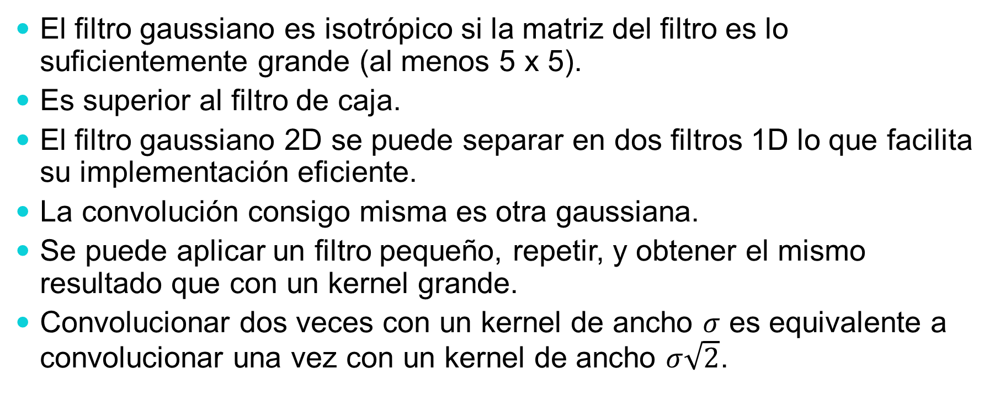 • El filtro gaussiano es isotrópico si la matriz del filtro es lo
suficientemente grande (al menos 5 x 5).
• Es superior al filtro de caja.
• El filtro gaussiano 2D se puede separar en dos filtros 1D lo que facilita
su implementación eficiente.
• La convolución consigo misma es otra gaussiana.
• Se puede aplicar un filtro pequeño, repetir, y obtener el mismo
resultado que con un kernel grande.
• Convolucionar dos veces con un kernel de ancho σ es equivalente a
convolucionar una vez con un kernel de ancho σ√2.